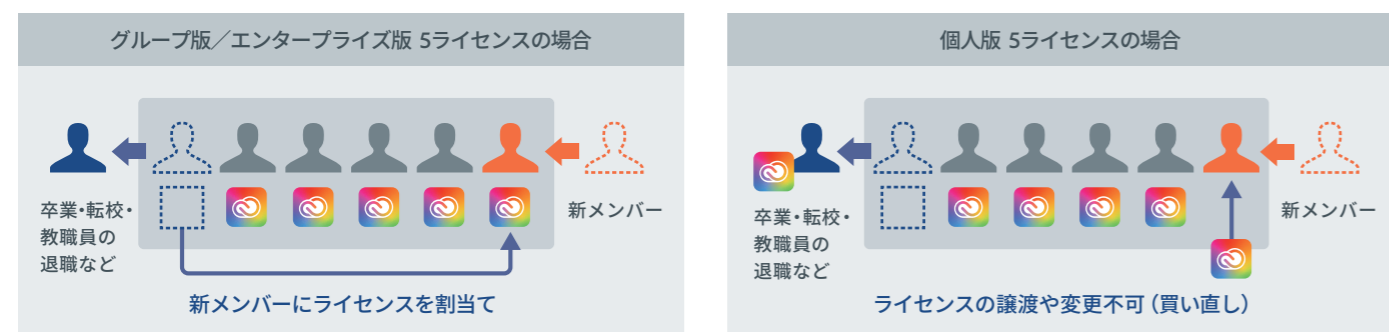 グループ版／エンタープライズ版 5ライセンスの場合
卒業・転校・
教職員の
退職など
新メンバー
新メンバーにライセンスを割当て
個人版 5ライセンスの場合
卒業・転校・
教職員の
退職など
新メンバー
ライセンスの譲渡や変更不可（買い直し）